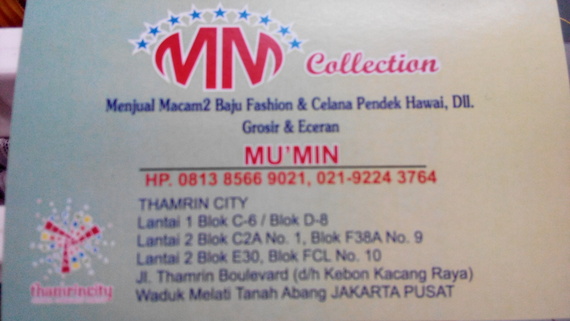 MM Collection
Menjual Macam2 Baju Fashion & Celana Pendek Hawai, Dll.
Grosir & Eceran
MU'MIN
HP. 0813 8566 9021, 021-9224 3764
THAMRIN CITY
Lantai 1 Blok C-6 / Blok D-8
Lantai 2 Blok C2A No. 1, Blok F38A No. 9
Lantai 2 Blok E30, Blok FCL No. 10
Jl. Thamrin Boulevard (d/h Kebon Kacang Raya)
Waduk Melati Tanah Abang JAKARTA PUSAT
thamrincity